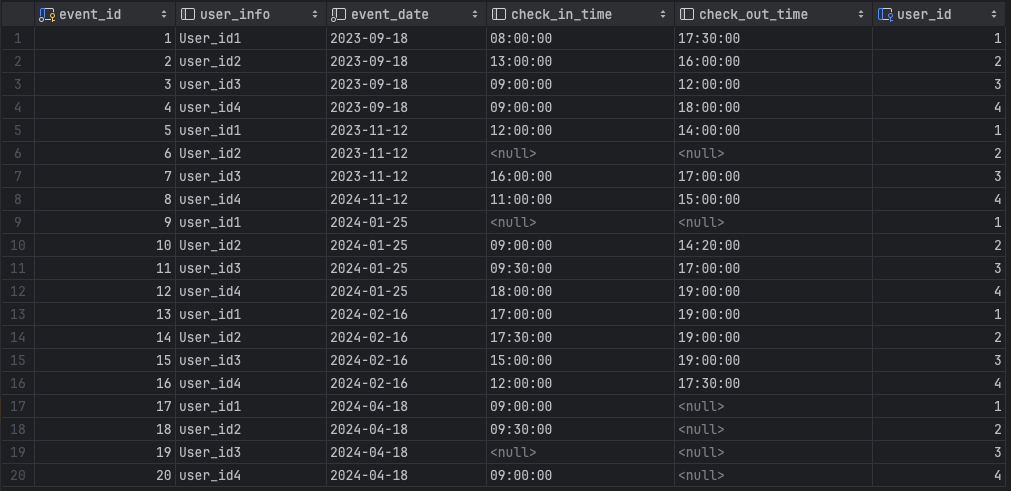 event_id user_info event_date check_in_time check_out_time user_id
1 1 User_id1 2023-09-18 08:00:00 17:30:00 1
2 2 user_id2 2023-09-18 13:00:00 16:00:00 2
3 3 user_id3 2023-09-18 09:00:00 12:00:00 3
4 4 user_id4 2023-09-18 09:00:00 18:00:00 4
5 5 user_id1 2023-11-12 12:00:00 14:00:00 1
6 6 User_id2 2023-11-12 <null> <null> 2
7 7 user_id3 2023-11-12 16:00:00 17:00:00 3
8 8 user_id4 2024-11-12 11:00:00 15:00:00 4
9 9 user_id1 2024-01-25 <null> <null> 1
10 10 User_id2 2024-01-25 09:00:00 14:20:00 2
11 11 user_id3 2024-01-25 09:30:00 17:00:00 3
12 12 user_id4 2024-01-25 18:00:00 19:00:00 4
13 13 user_id1 2024-02-16 17:00:00 19:00:00 1
14 14 User_id2 2024-02-16 17:30:00 19:00:00 2
15 15 user_id3 2024-02-16 15:00:00 19:00:00 3
16 16 user_id4 2024-02-16 12:00:00 17:30:00 4
17 17 user_id1 2024-04-18 09:00:00 <null> 1
18 18 user_id2 2024-04-18 09:30:00 <null> 2
19 19 User_id3 2024-04-18 <null> <null> 3
20 20 user_id4 2024-04-18 09:00:00 <null> 4